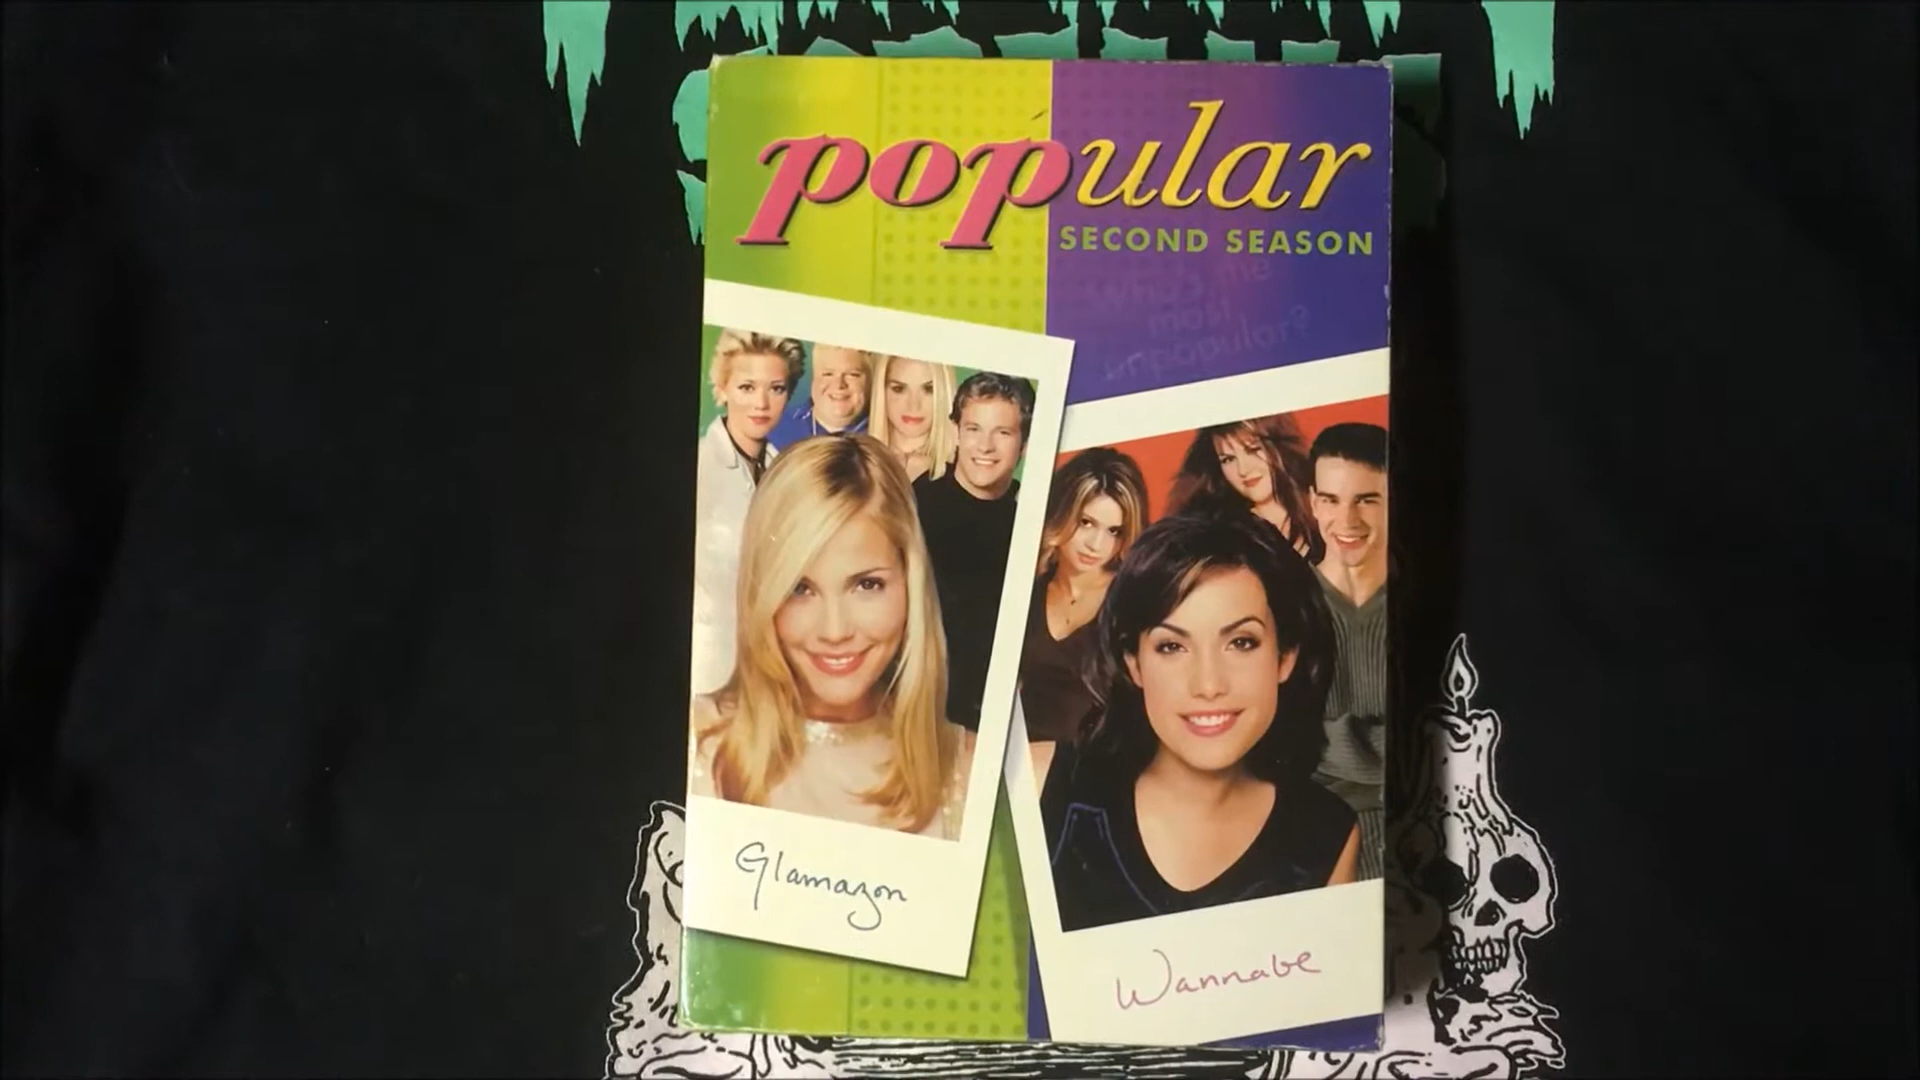 popular
SECOND SEASON
Who's the
most
unpopular?
Glamazon
Wannabe